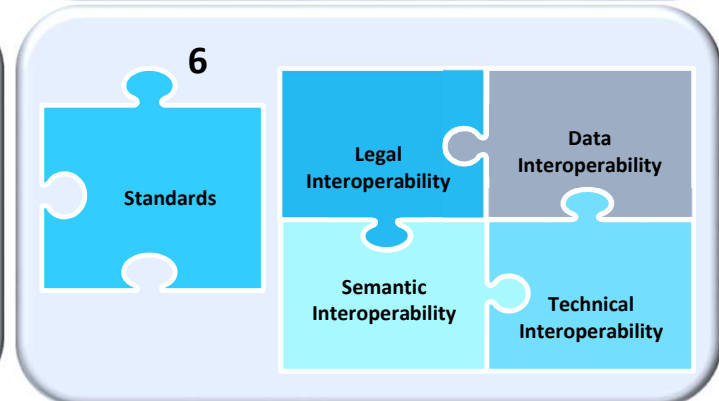 6
Standards
Legal
Interoperability
Data
Interoperability
Semantic
Interoperability
Technical
Interoperability